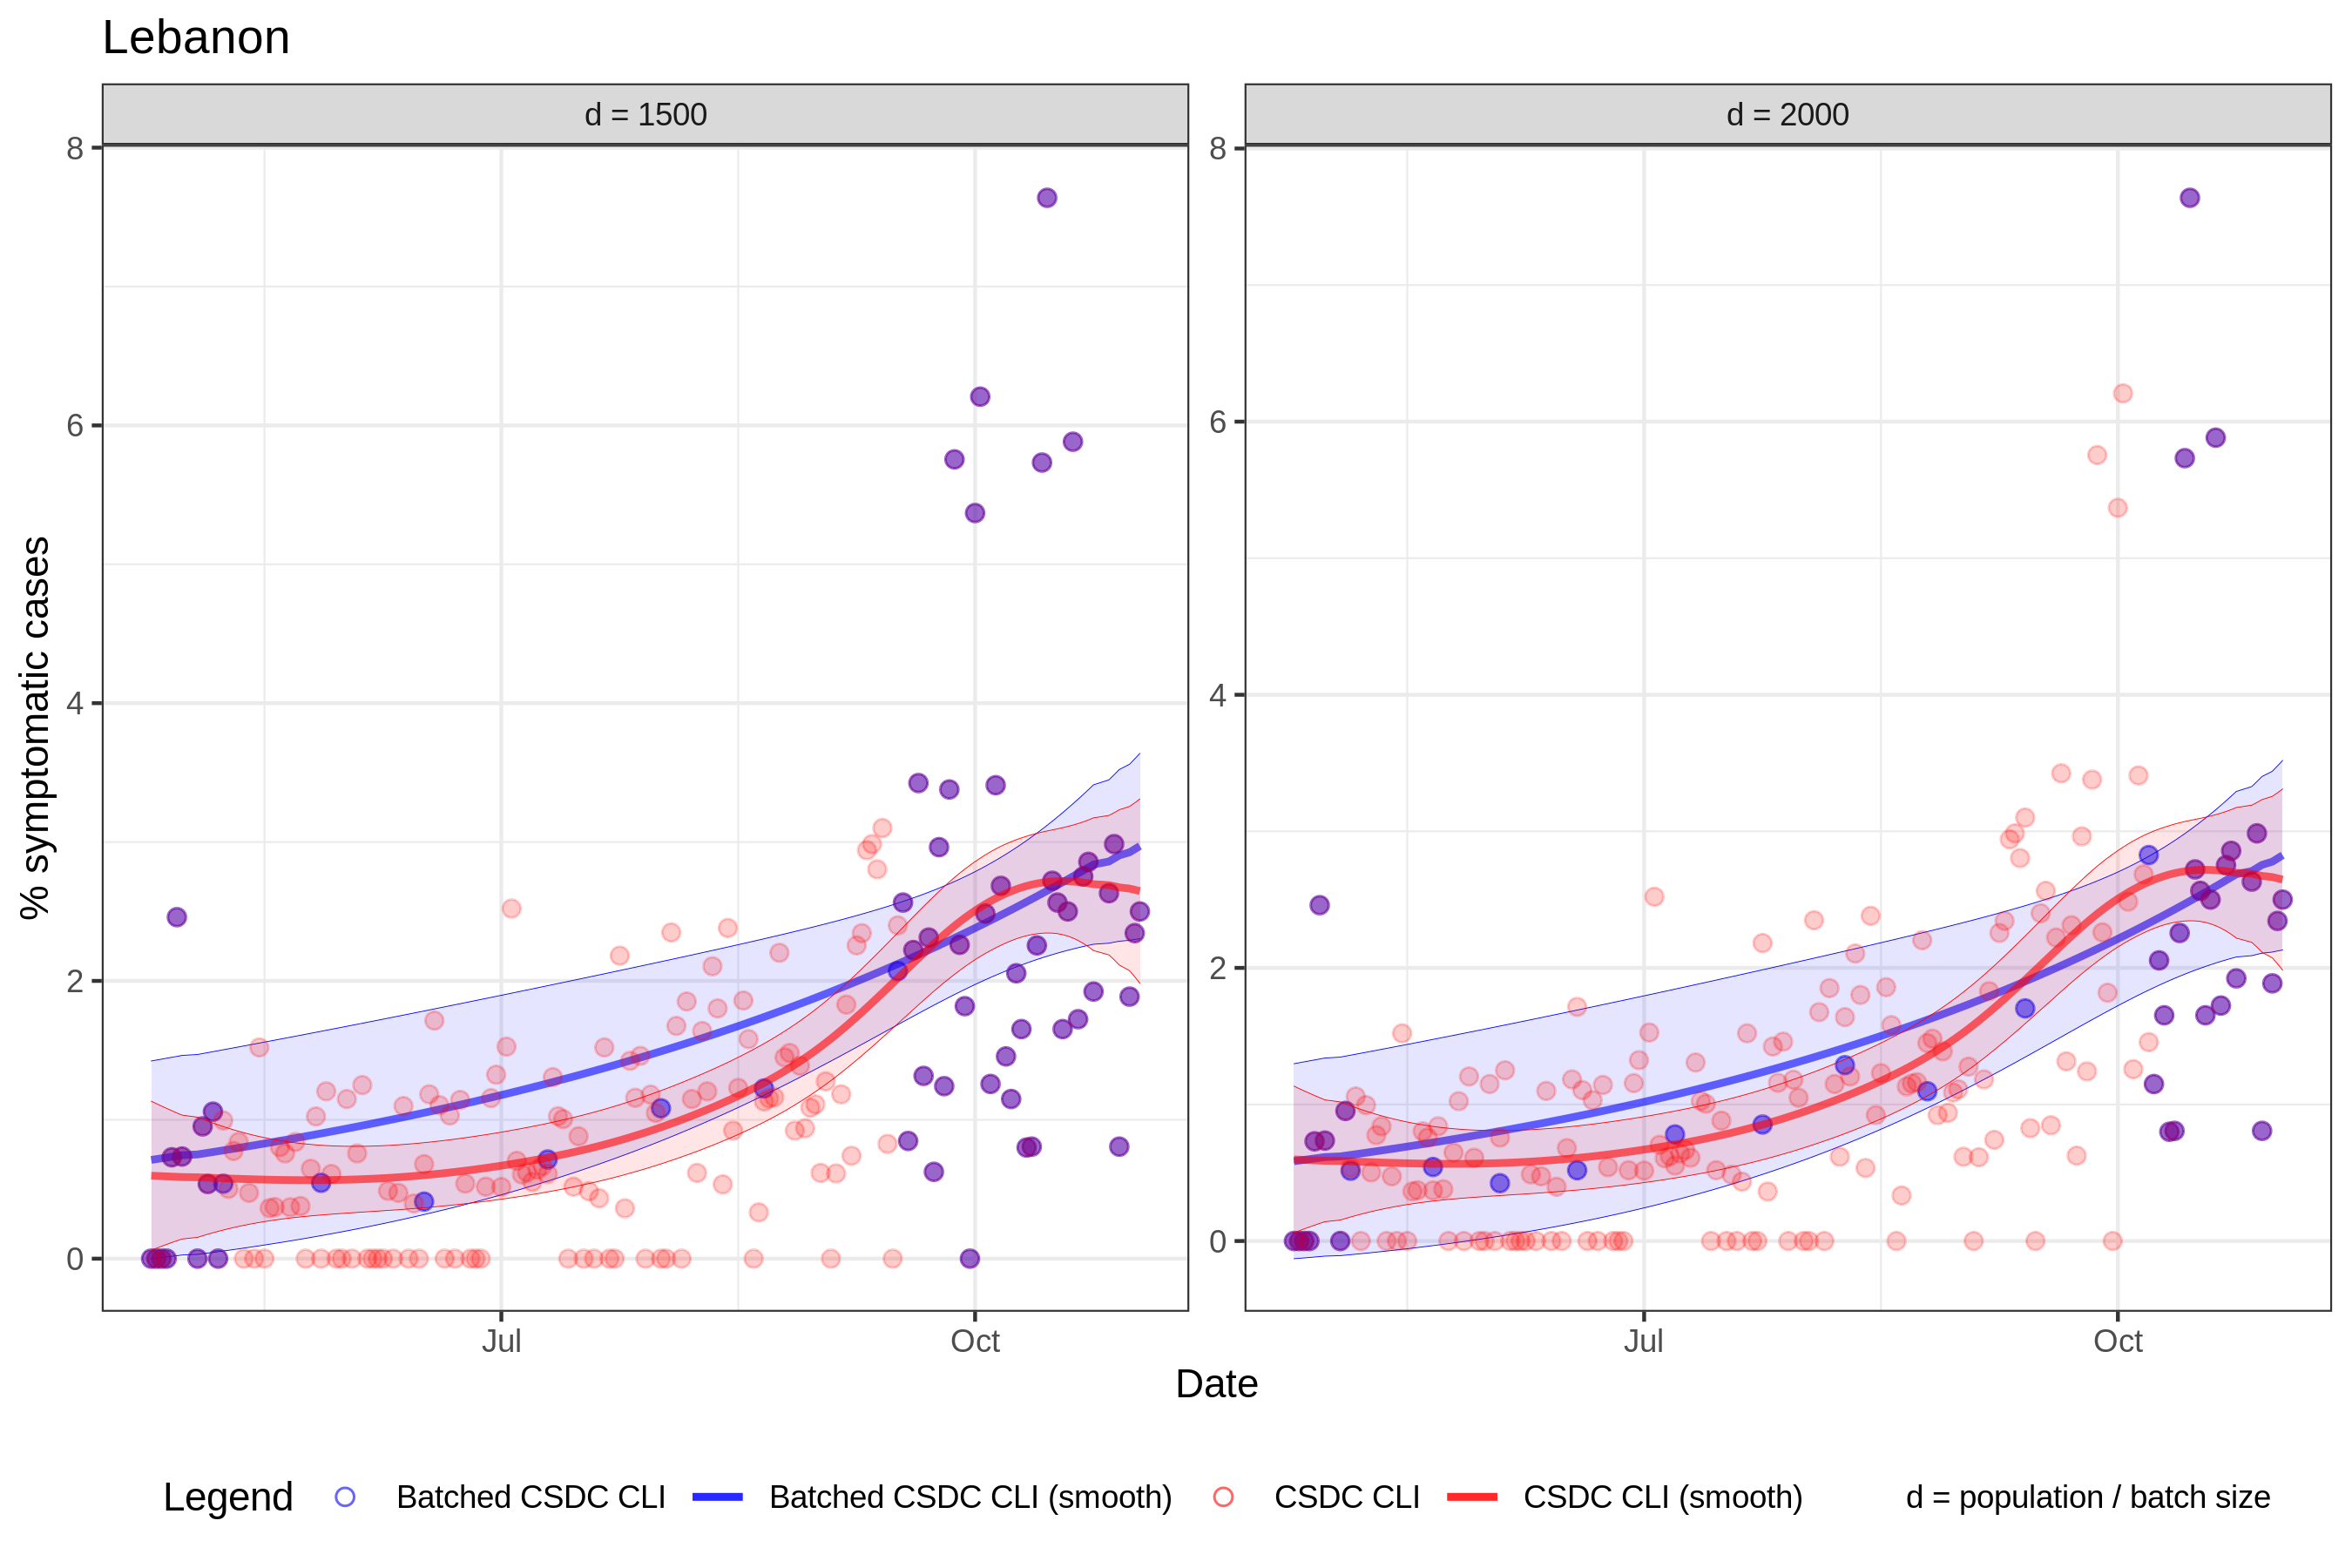 Lebanon
d = 1500
d = 2000
8
6
4
2
0
8
6
4
2
0
% symptomatic cases
Jul
Oct
Jul
Oct
Date
Legend
Batched CSDC CLI
Batched CSDC CLI (smooth)
CSDC CLI
CSDC CLI (smooth)
d = population / batch size